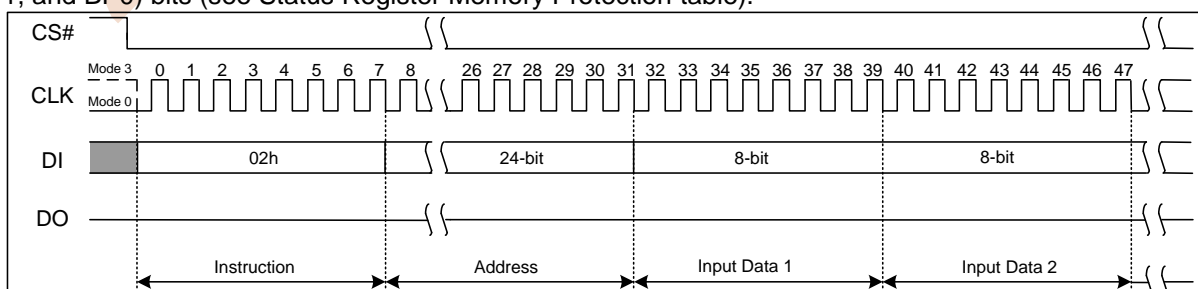 1, and BP0) bits (see Status Register Memory Protection table).
CS#
Mode 3 0 1 2 3 4 5 6 7 8 26 27 28 29 30 31 32 33 34 35 36 37 38 39 40 41 42 43 44 45 46 47
CLK
Mode 0
DI 02h 24-bit 8-bit 8-bit
DO
Instruction Address Input Data 1 Input Data 2